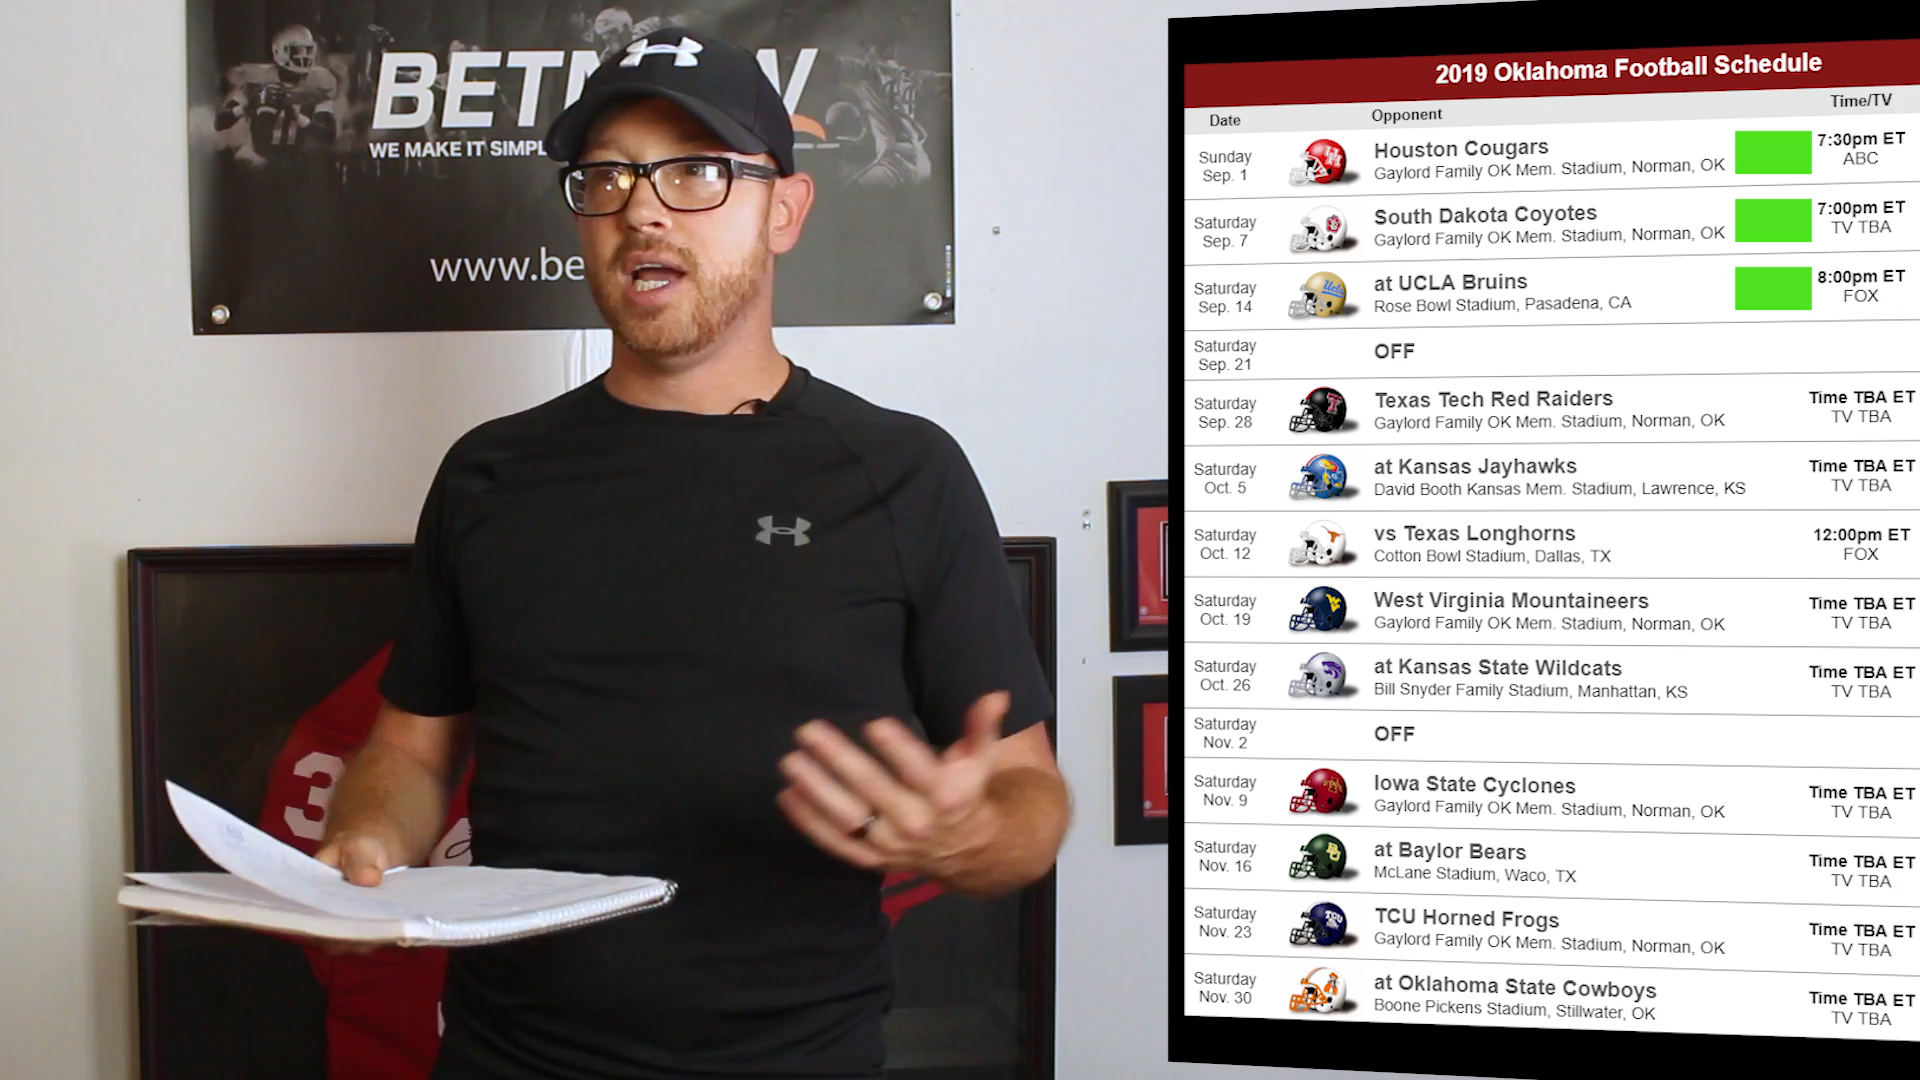 BET
WE MAKE IT SIMPL
www.be
3
2019 Oklahoma Football Schedule
Date Opponent Time/TV
Sunday
Sep. 1
Houston Cougars
Gaylord Family OK Mem. Stadium, Norman, OK
7:30pm ET
ABC
Saturday
Sep. 7
South Dakota Coyotes
Gaylord Family OK Mem. Stadium, Norman, OK
7:00pm ET
TV TBA
Saturday
Sep. 14
at UCLA Bruins
Rose Bowl Stadium, Pasadena, CA
8:00pm ET
FOX
Saturday
Sep. 21
OFF
Saturday
Sep. 28
Texas Tech Red Raiders
Gaylord Family OK Mem. Stadium, Norman, OK
Time TBA ET
TV TBA
Saturday
Oct. 5
at Kansas Jayhawks
David Booth Kansas Mem. Stadium, Lawrence, KS
Time TBA ET
TV TBA
Saturday
Oct. 12
vs Texas Longhorns
Cotton Bowl Stadium, Dallas, TX
12:00pm ET
FOX
Saturday
Oct. 19
West Virginia Mountaineers
Gaylord Family OK Mem. Stadium, Norman, OK
Time TBA ET
TV TBA
Saturday
Oct. 26
at Kansas State Wildcats
Bill Snyder Family Stadium, Manhattan, KS
Time TBA ET
TV TBA
Saturday
Nov. 2
OFF
Saturday
Nov. 9
Iowa State Cyclones
Gaylord Family OK Mem. Stadium, Norman, OK
Time TBA ET
TV TBA
Saturday
Nov. 16
at Baylor Bears
McLane Stadium, Waco, TX
Time TBA ET
TV TBA
Saturday
Nov. 23
TCU Horned Frogs
Gaylord Family OK Mem. Stadium, Norman, OK
Time TBA ET
TV TBA
Saturday
Nov. 30
at Oklahoma State Cowboys
Boone Pickens Stadium, Stillwater, OK
Time TBA ET
TV TBA